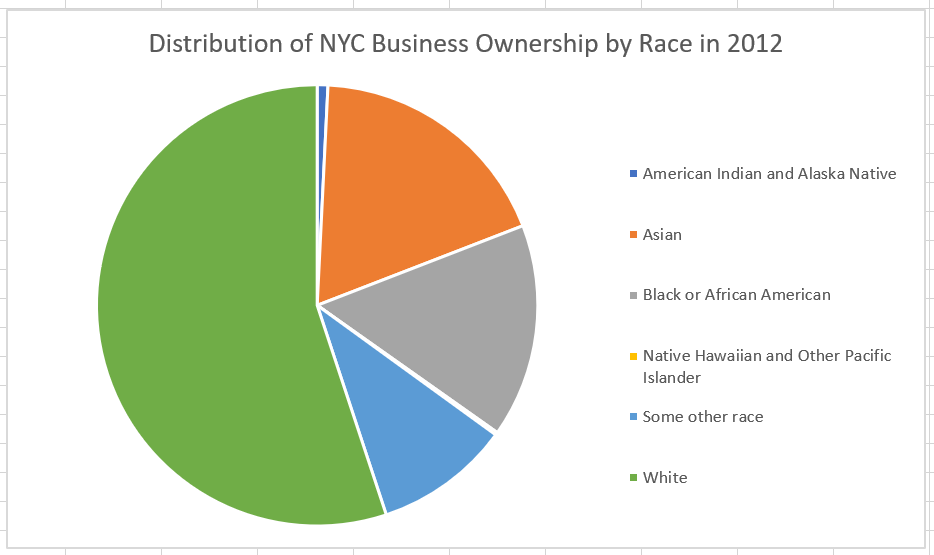 Distribution of NYC Business Ownership by Race in 2012
American Indian and Alaska Native
Asian
Black or African American
Native Hawaiian and Other Pacific
Islander
Some other race
White